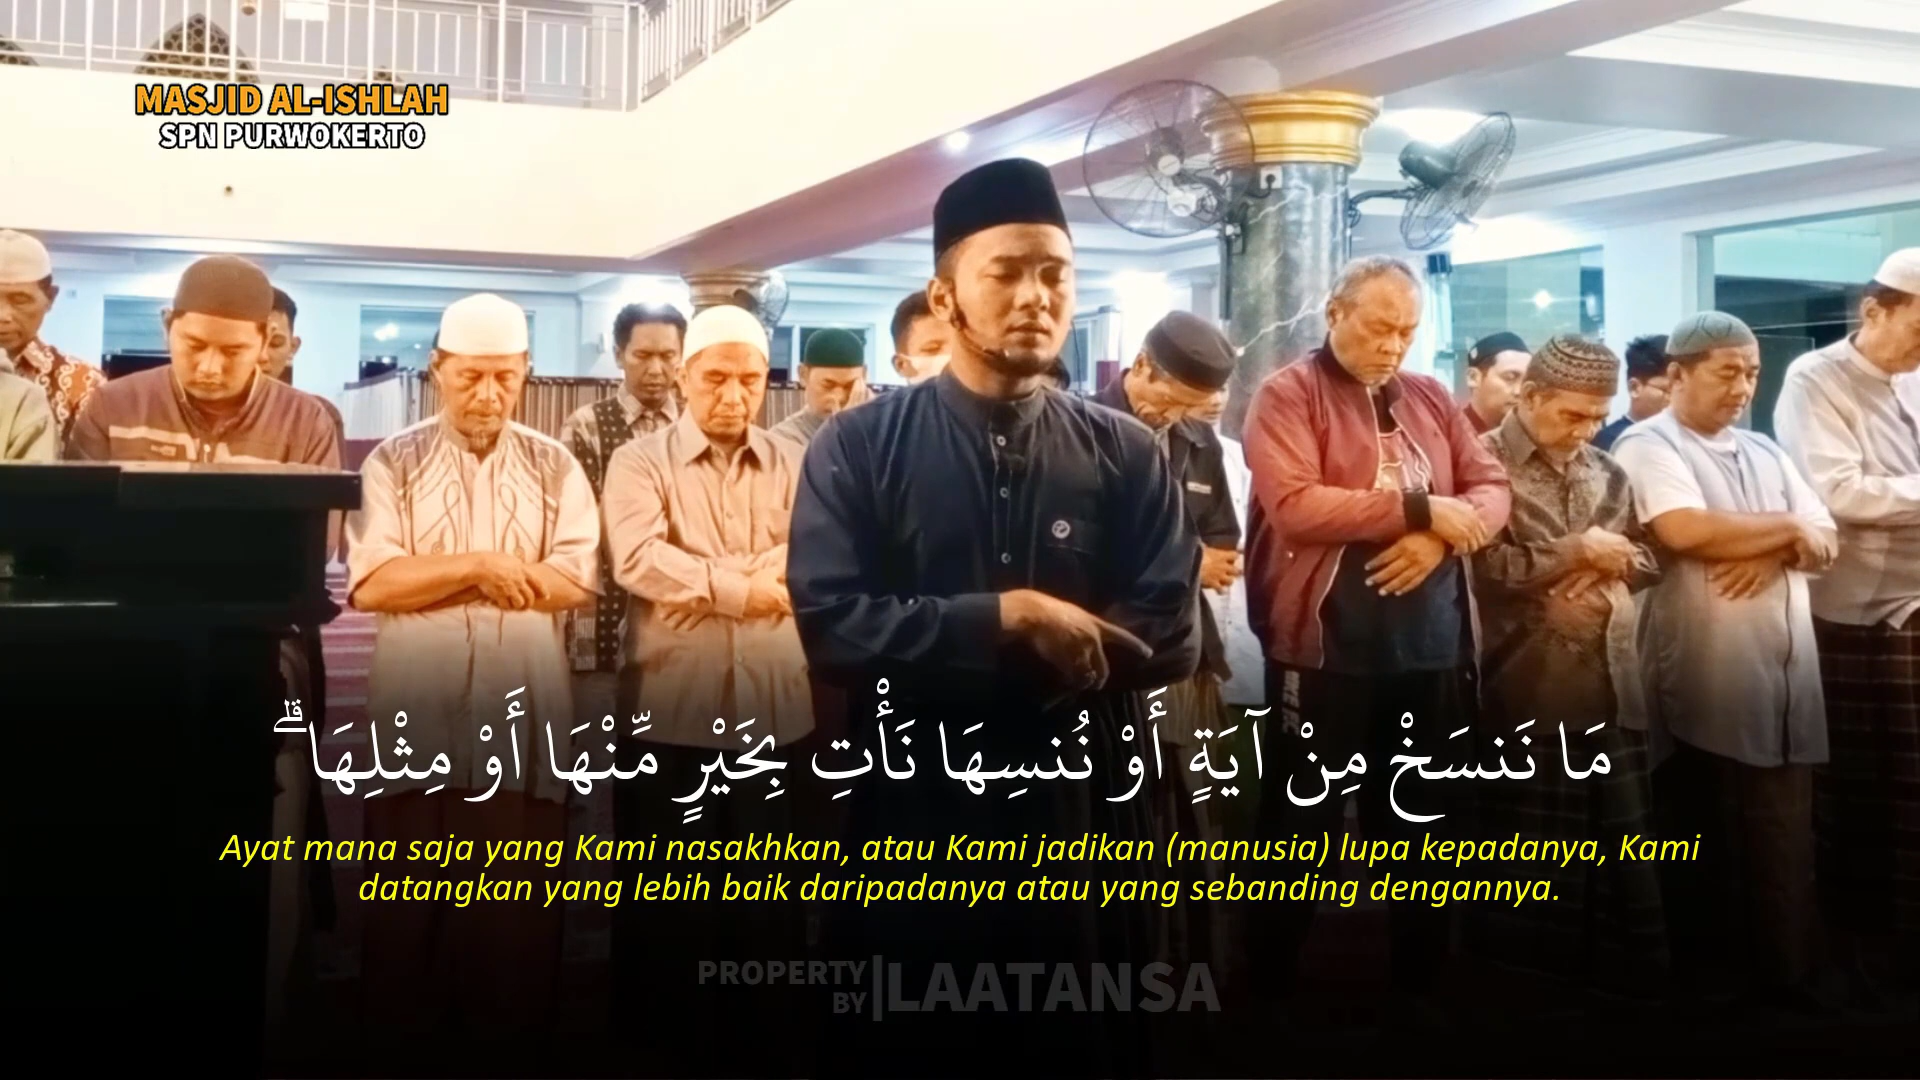 MASJID AL-ISHLAH
SPN PURWOKERTO
مَا نَنسَخْ مِنْ آيَةٍ أَوْ نُنسِهَا نَأْتِ بِخَيْرٍ مِّنْهَا أَوْ مِثْلِهَا ۗ
Ayat mana saja yang Kami nasakhkan, atau Kami jadikan (manusia) lupa kepadanya, Kami
datangkan yang lebih baik daripadanya atau yang sebanding dengannya.
PROPERTY BY LAATANSA